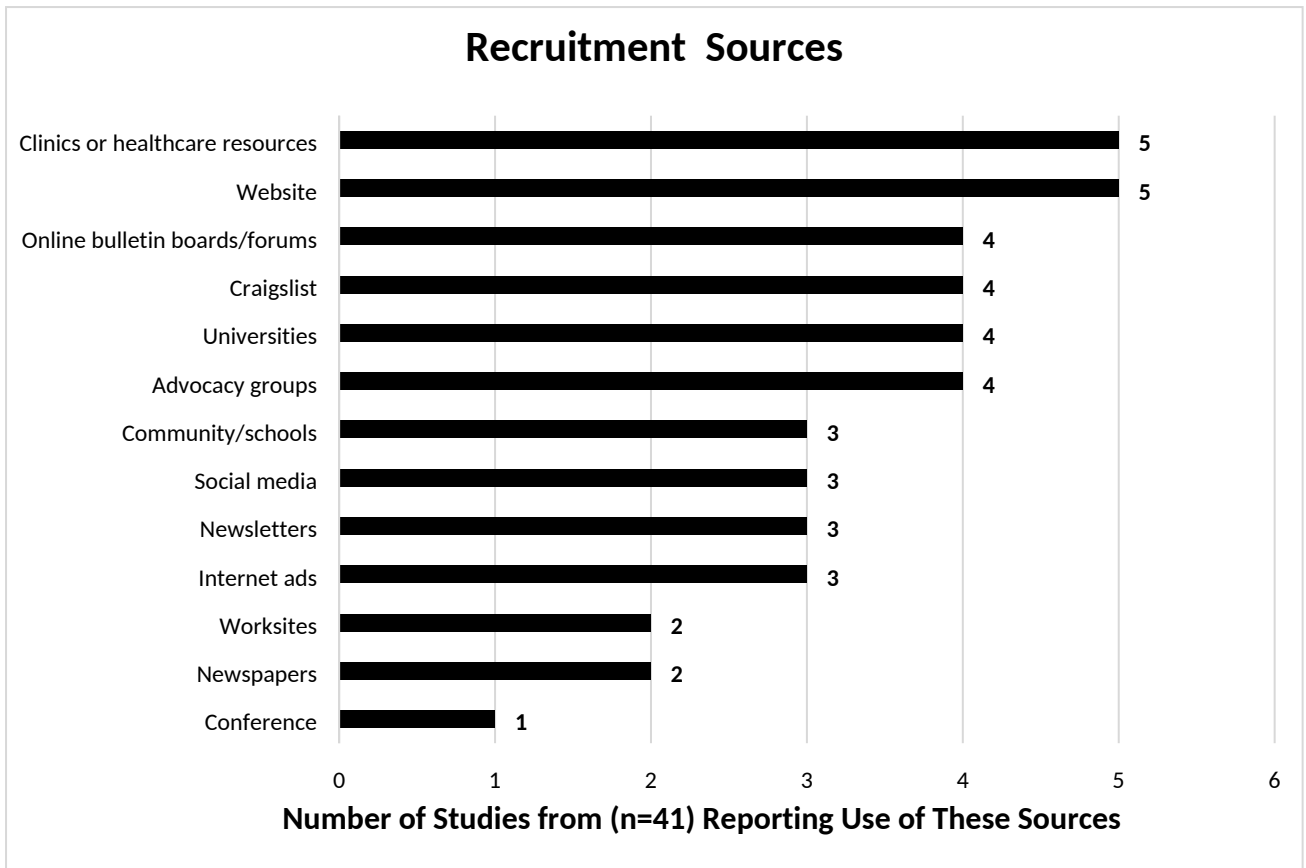 Recruitment  Sources
Clinics or healthcare resources 5
Website 5
Online bulletin boards/forums 4
Craigslist 4
Universities 4
Advocacy groups 4
Community/schools 3
Social media 3
Newsletters 3
Internet ads 3
Worksites 2
Newspapers 2
Conference 1
0 1 2 3 4 5 6
Number of Studies from (n=41) Reporting Use of These Sources